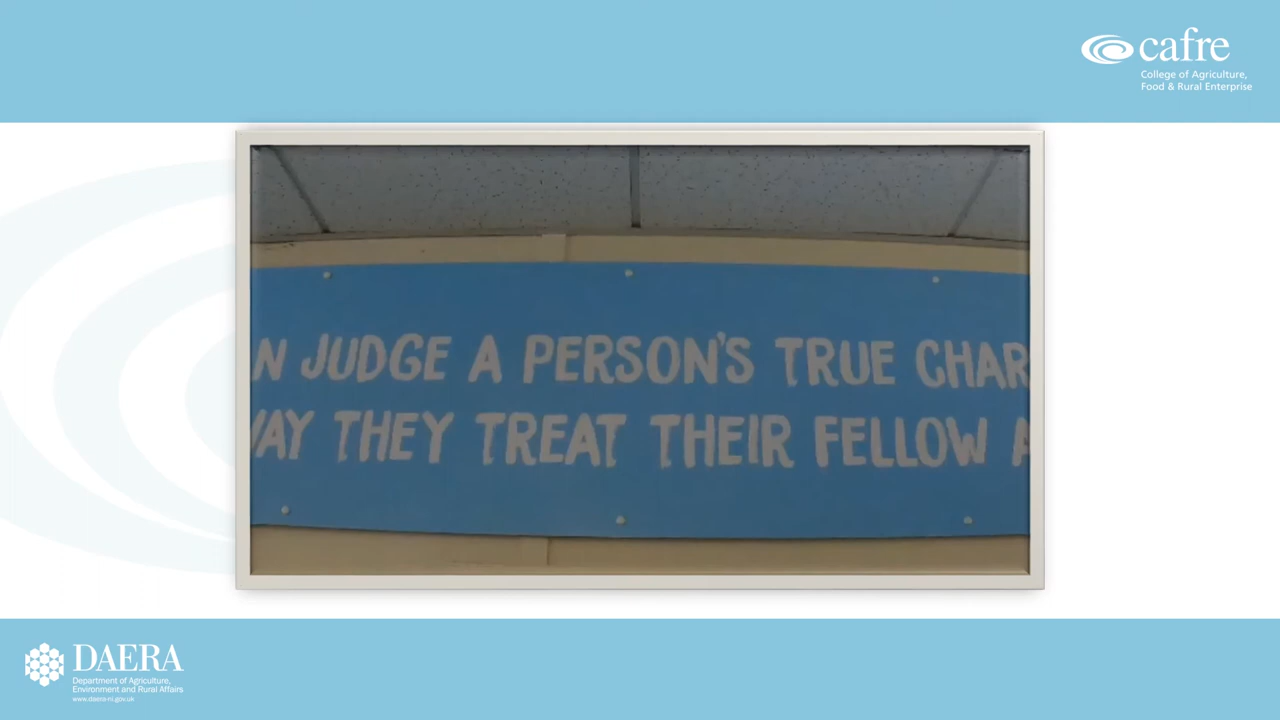 cafre
College of Agriculture,
Food & Rural Enterprise
N JUDGE A PERSON'S TRUE CHAR
WAY THEY TREAT THEIR FELLOW A
DAERA
Department of Agriculture,
Environment and Rural Affairs
www.daera-ni.gov.uk